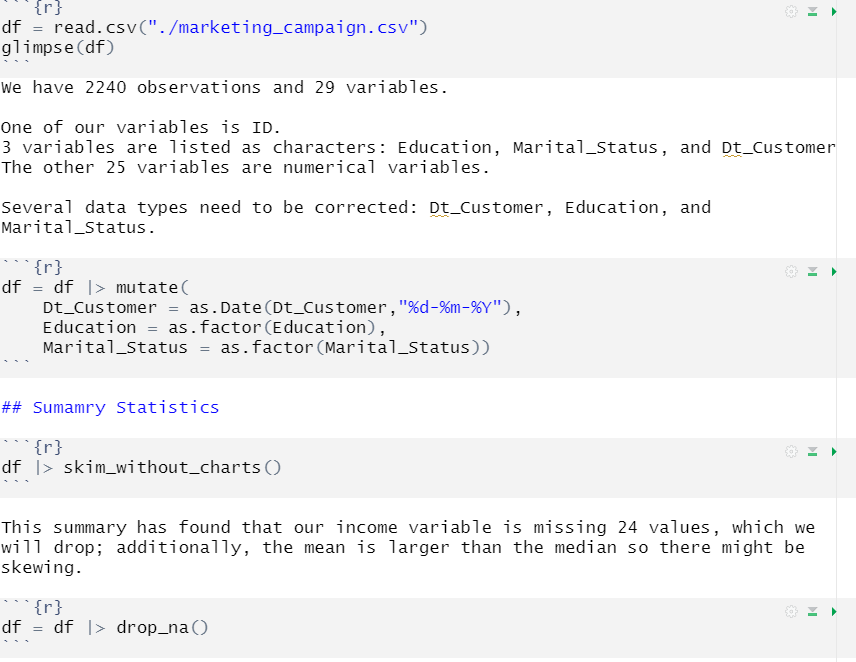 ```{r}
df = read.csv("./marketing_campaign.csv")
glimpse(df)
```
We have 2240 observations and 29 variables.
One of our variables is ID.
3 variables are listed as characters: Education, Marital_Status, and Dt_Customer
The other 25 variables are numerical variables.
Several data types need to be corrected: Dt_Customer, Education, and
Marital_Status.
```{r}
df = df |> mutate(
    Dt_Customer = as.Date(Dt_Customer,"%d-%m-%Y"),
    Education = as.factor(Education),
    Marital_Status = as.factor(Marital_Status))
```
## Sumamry Statistics
```{r}
df |> skim_without_charts()
```
This summary has found that our income variable is missing 24 values, which we
will drop; additionally, the mean is larger than the median so there might be
skewing.
```{r}
df = df |> drop_na()
```